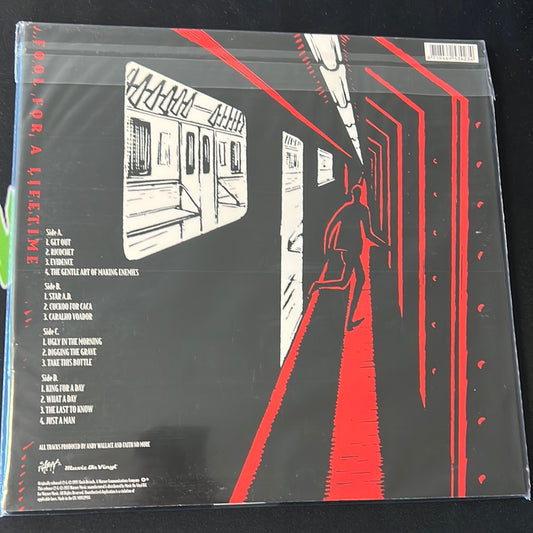 ...FOOL FOR A LIFETIME
Side A.
1. GET OUT
2. RICOCHET
3. EVIDENCE
4. THE GENTLE ART OF MAKING ENEMIES
Side B.
1. STAR A.D.
2. CUCKOO FOR CACA
3. CARALHO VOADOR
Side C.
1. UGLY IN THE MORNING
2. DIGGING THE GRAVE
3. TAKE THIS BOTTLE
Side D.
1. KING FOR A DAY
2. WHAT A DAY
3. THE LAST TO KNOW
4. JUST A MAN
ALL TRACKS PRODUCED BY ANDY WALLACE AND FAITH NO MORE
Music On Vinyl